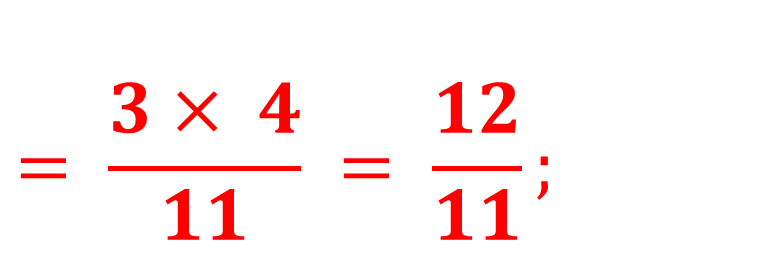 = 3 × 4 / 11 = 12 / 11 ;